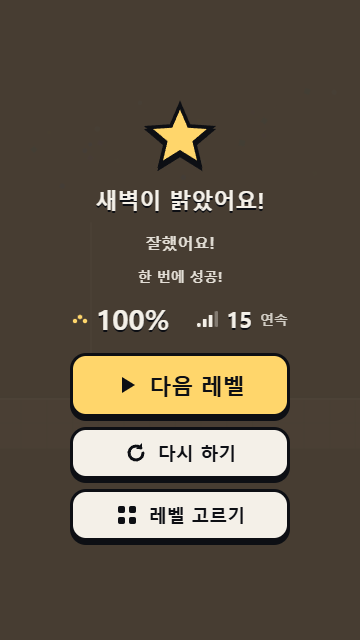 새벽이 밝았어요!
잘했어요!
한 번에 성공!
100% 15 연속
다음 레벨
다시 하기
레벨 고르기